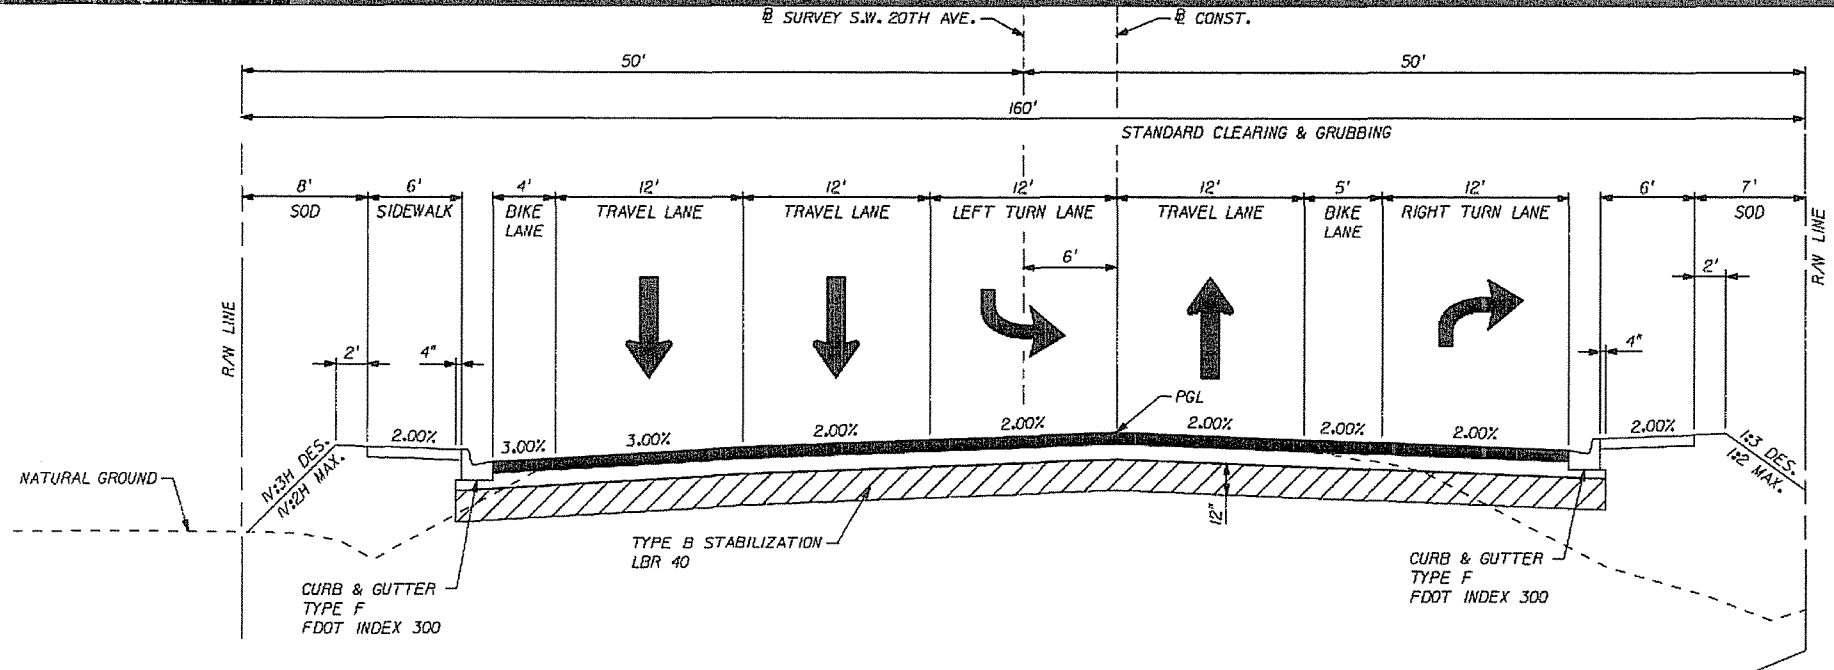 ℄ SURVEY S.W. 20TH AVE.
℄ CONST.
50'
50'
160'
STANDARD CLEARING & GRUBBING
8'
6'
4'
12'
12'
12'
12'
5'
12'
6'
7'
SOD
SIDEWALK
BIKE
LANE
TRAVEL LANE
TRAVEL LANE
LEFT TURN LANE
TRAVEL LANE
BIKE
LANE
RIGHT TURN LANE
SOD
R/W LINE
6'
2'
R/W LINE
2'
4"
4"
PGL
2.00%
3.00%
3.00%
2.00%
2.00%
2.00%
2.00%
2.00%
2.00%
1V:3H DES.
1V:2H MAX.
1:3 DES.
1:2 MAX.
NATURAL GROUND
12"
TYPE B STABILIZATION
LBR 40
CURB & GUTTER
TYPE F
FDOT INDEX 300
CURB & GUTTER
TYPE F
FDOT INDEX 300